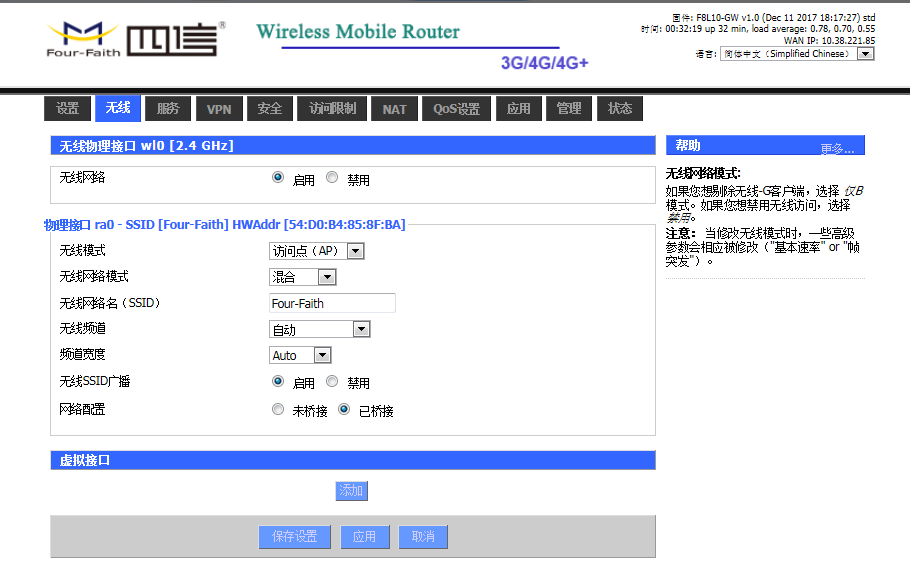 Four-Faith 四信®
Wireless Mobile Router
3G/4G/4G+
固件: F8L10-GW v1.0 (Dec 11 2017 18:17:27) std
时间: 00:32:19 up 32 min, load average: 0.78, 0.70, 0.55
WAN IP: 10.38.221.85
语言: 简体中文 (Simplified Chinese)
设置 无线 服务 VPN 安全 访问限制 NAT QoS设置 应用 管理 状态
无线物理接口 wl0 [2.4 GHz]
无线网络 启用 禁用
物理接口 ra0 - SSID [Four-Faith] HWAddr [54:D0:B4:85:8F:BA]
无线模式 访问点（AP）
无线网络模式 混合
无线网络名（SSID） Four-Faith
无线频道 自动
频道宽度 Auto
无线SSID广播 启用 禁用
网络配置 未桥接 已桥接
虚拟接口
添加
保存设置 应用 取消
帮助 更多...
无线网络模式:
如果您想剔除无线-G客户端，选择 仅B
模式。如果您想禁用无线访问，选择
禁用。
注意： 当修改无线模式时，一些高级
参数会相应被修改（"基本速率" or "帧
突发"）。